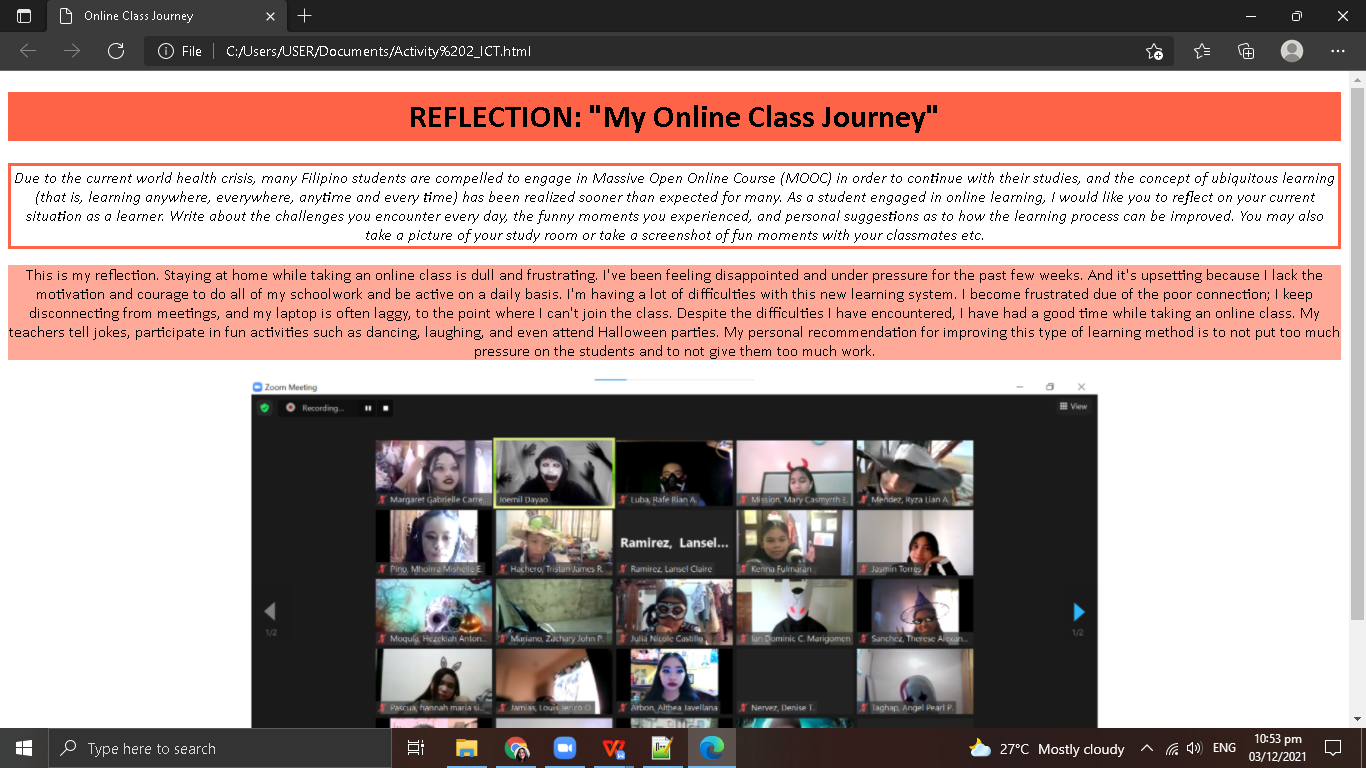 Online Class Journey
File
C:/Users/USER/Documents/Activity%202_ICT.html
REFLECTION: "My Online Class Journey"
Due to the current world health crisis, many Filipino students are compelled to engage in Massive Open Online Course (MOOC) in order to continue with their studies, and the concept of ubiquitous learning
(that is, learning anywhere, everywhere, anytime and every time) has been realized sooner than expected for many. As a student engaged in online learning, I would like you to reflect on your current
situation as a learner. Write about the challenges you encounter every day, the funny moments you experienced, and personal suggestions as to how the learning process can be improved. You may also
take a picture of your study room or take a screenshot of fun moments with your classmates etc.
This is my reflection. Staying at home while taking an online class is dull and frustrating. I've been feeling disappointed and under pressure for the past few weeks. And it's upsetting because I lack the
motivation and courage to do all of my schoolwork and be active on a daily basis. I'm having a lot of difficulties with this new learning system. I become frustrated due of the poor connection; I keep
disconnecting from meetings, and my laptop is often laggy, to the point where I can't join the class. Despite the difficulties I have encountered, I have had a good time while taking an online class. My
teachers tell jokes, participate in fun activities such as dancing, laughing, and even attend Halloween parties. My personal recommendation for improving this type of learning method is to not put too much
pressure on the students and to not give them too much work.
Zoom Meeting
Recording...
View
Margaret Gabrielle Carre...
Joemil Dayao
Luba, Rafe Rian A.
Mission, Mary Casmyrth E.
Mendez, Ryza Lian A.
Ramirez, Lansel...
Pino, Mhoirra Mishelle E.
Hachero, Tristan James R.
Ramirez, Lansel Claire
Kenna Fulmaran
Jasmin Torres
1/2
1/2
Moquia, Hezekiah Anton...
Mariano, Zachary John P.
Julia Nicole Castillo
Ian Dominic C. Marigomen
Sanchez, Therese Alexan...
Pascua, hannah maria si...
Jamias, Louis Jeriço O.
Arbon, Althea Javellana
Nervez, Denise T.
Taghap, Angel Pearl P.
Type here to search
27°C Mostly cloudy
ENG
10:53 pm
03/12/2021